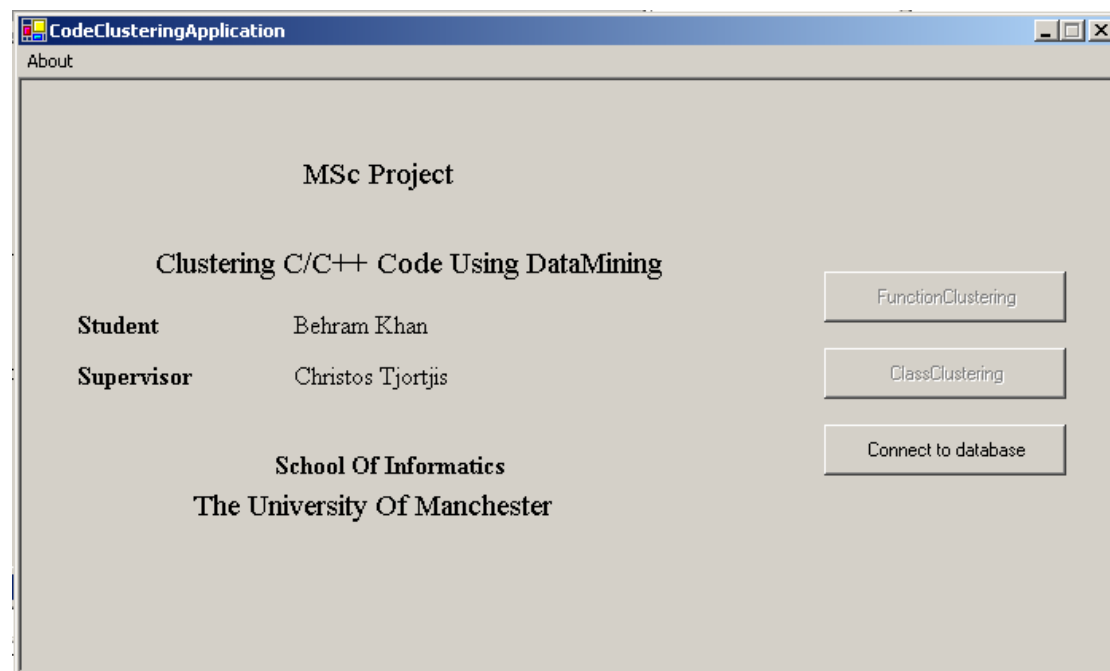 CodeClusteringApplication
About
MSc Project
Clustering C/C++ Code Using DataMining
Student Behram Khan
Supervisor Christos Tjortjis
School Of Informatics
The University Of Manchester
FunctionClustering
ClassClustering
Connect to database